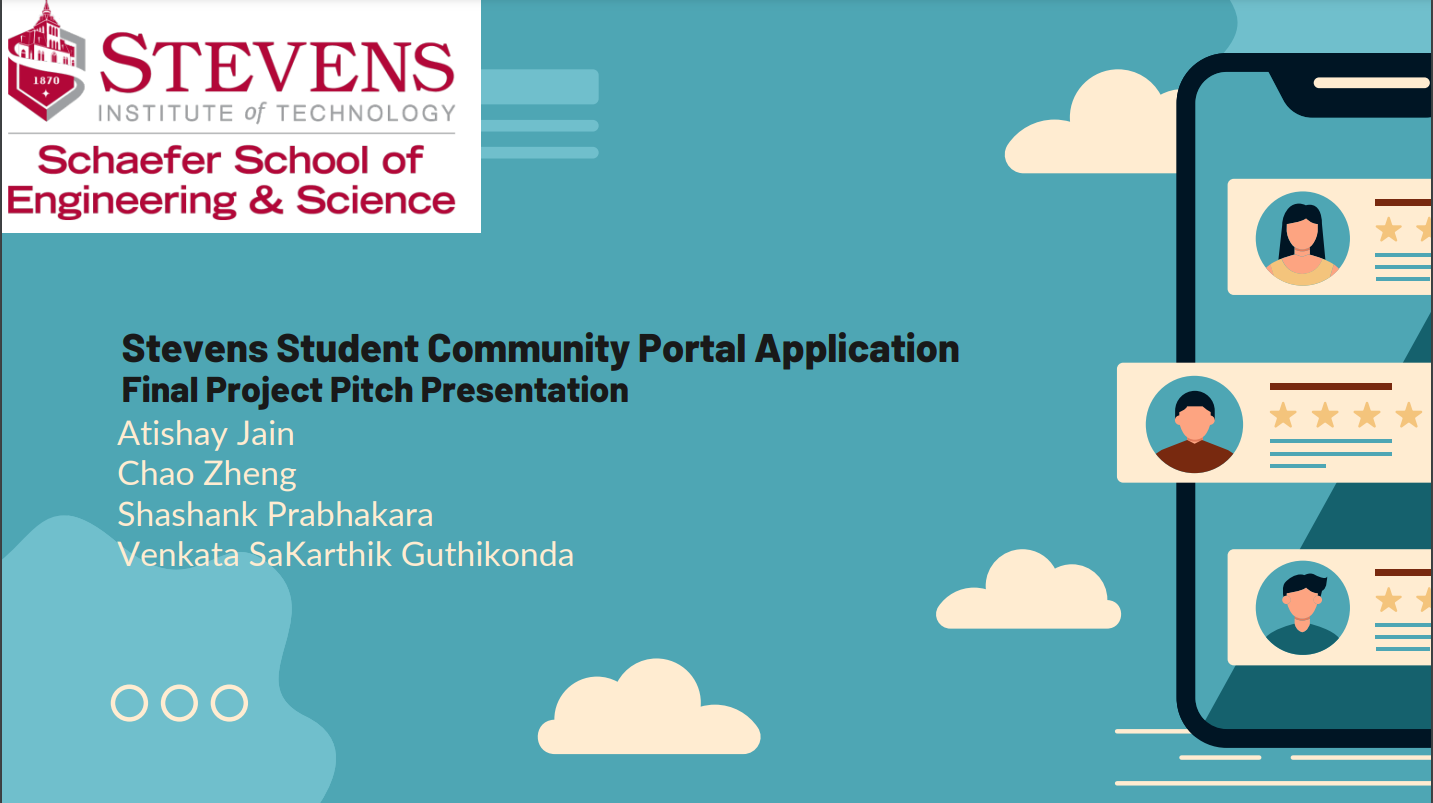 STEVENS
INSTITUTE of TECHNOLOGY
1870
Schaefer School of
Engineering & Science
Stevens Student Community Portal Application
Final Project Pitch Presentation
Atishay Jain
Chao Zheng
Shashank Prabhakara
Venkata SaKarthik Guthikonda